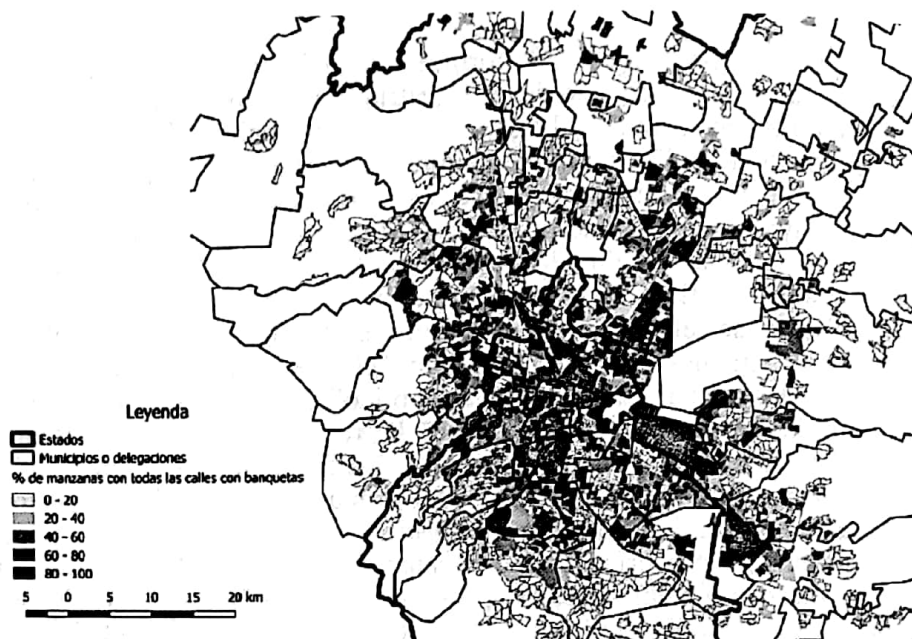 Leyenda
Estados
Municipios o delegaciones
% de manzanas con todas las calles con banquetas
0 - 20
20 - 40
40 - 60
60 - 80
80 - 100
5 0 5 10 15 20 km